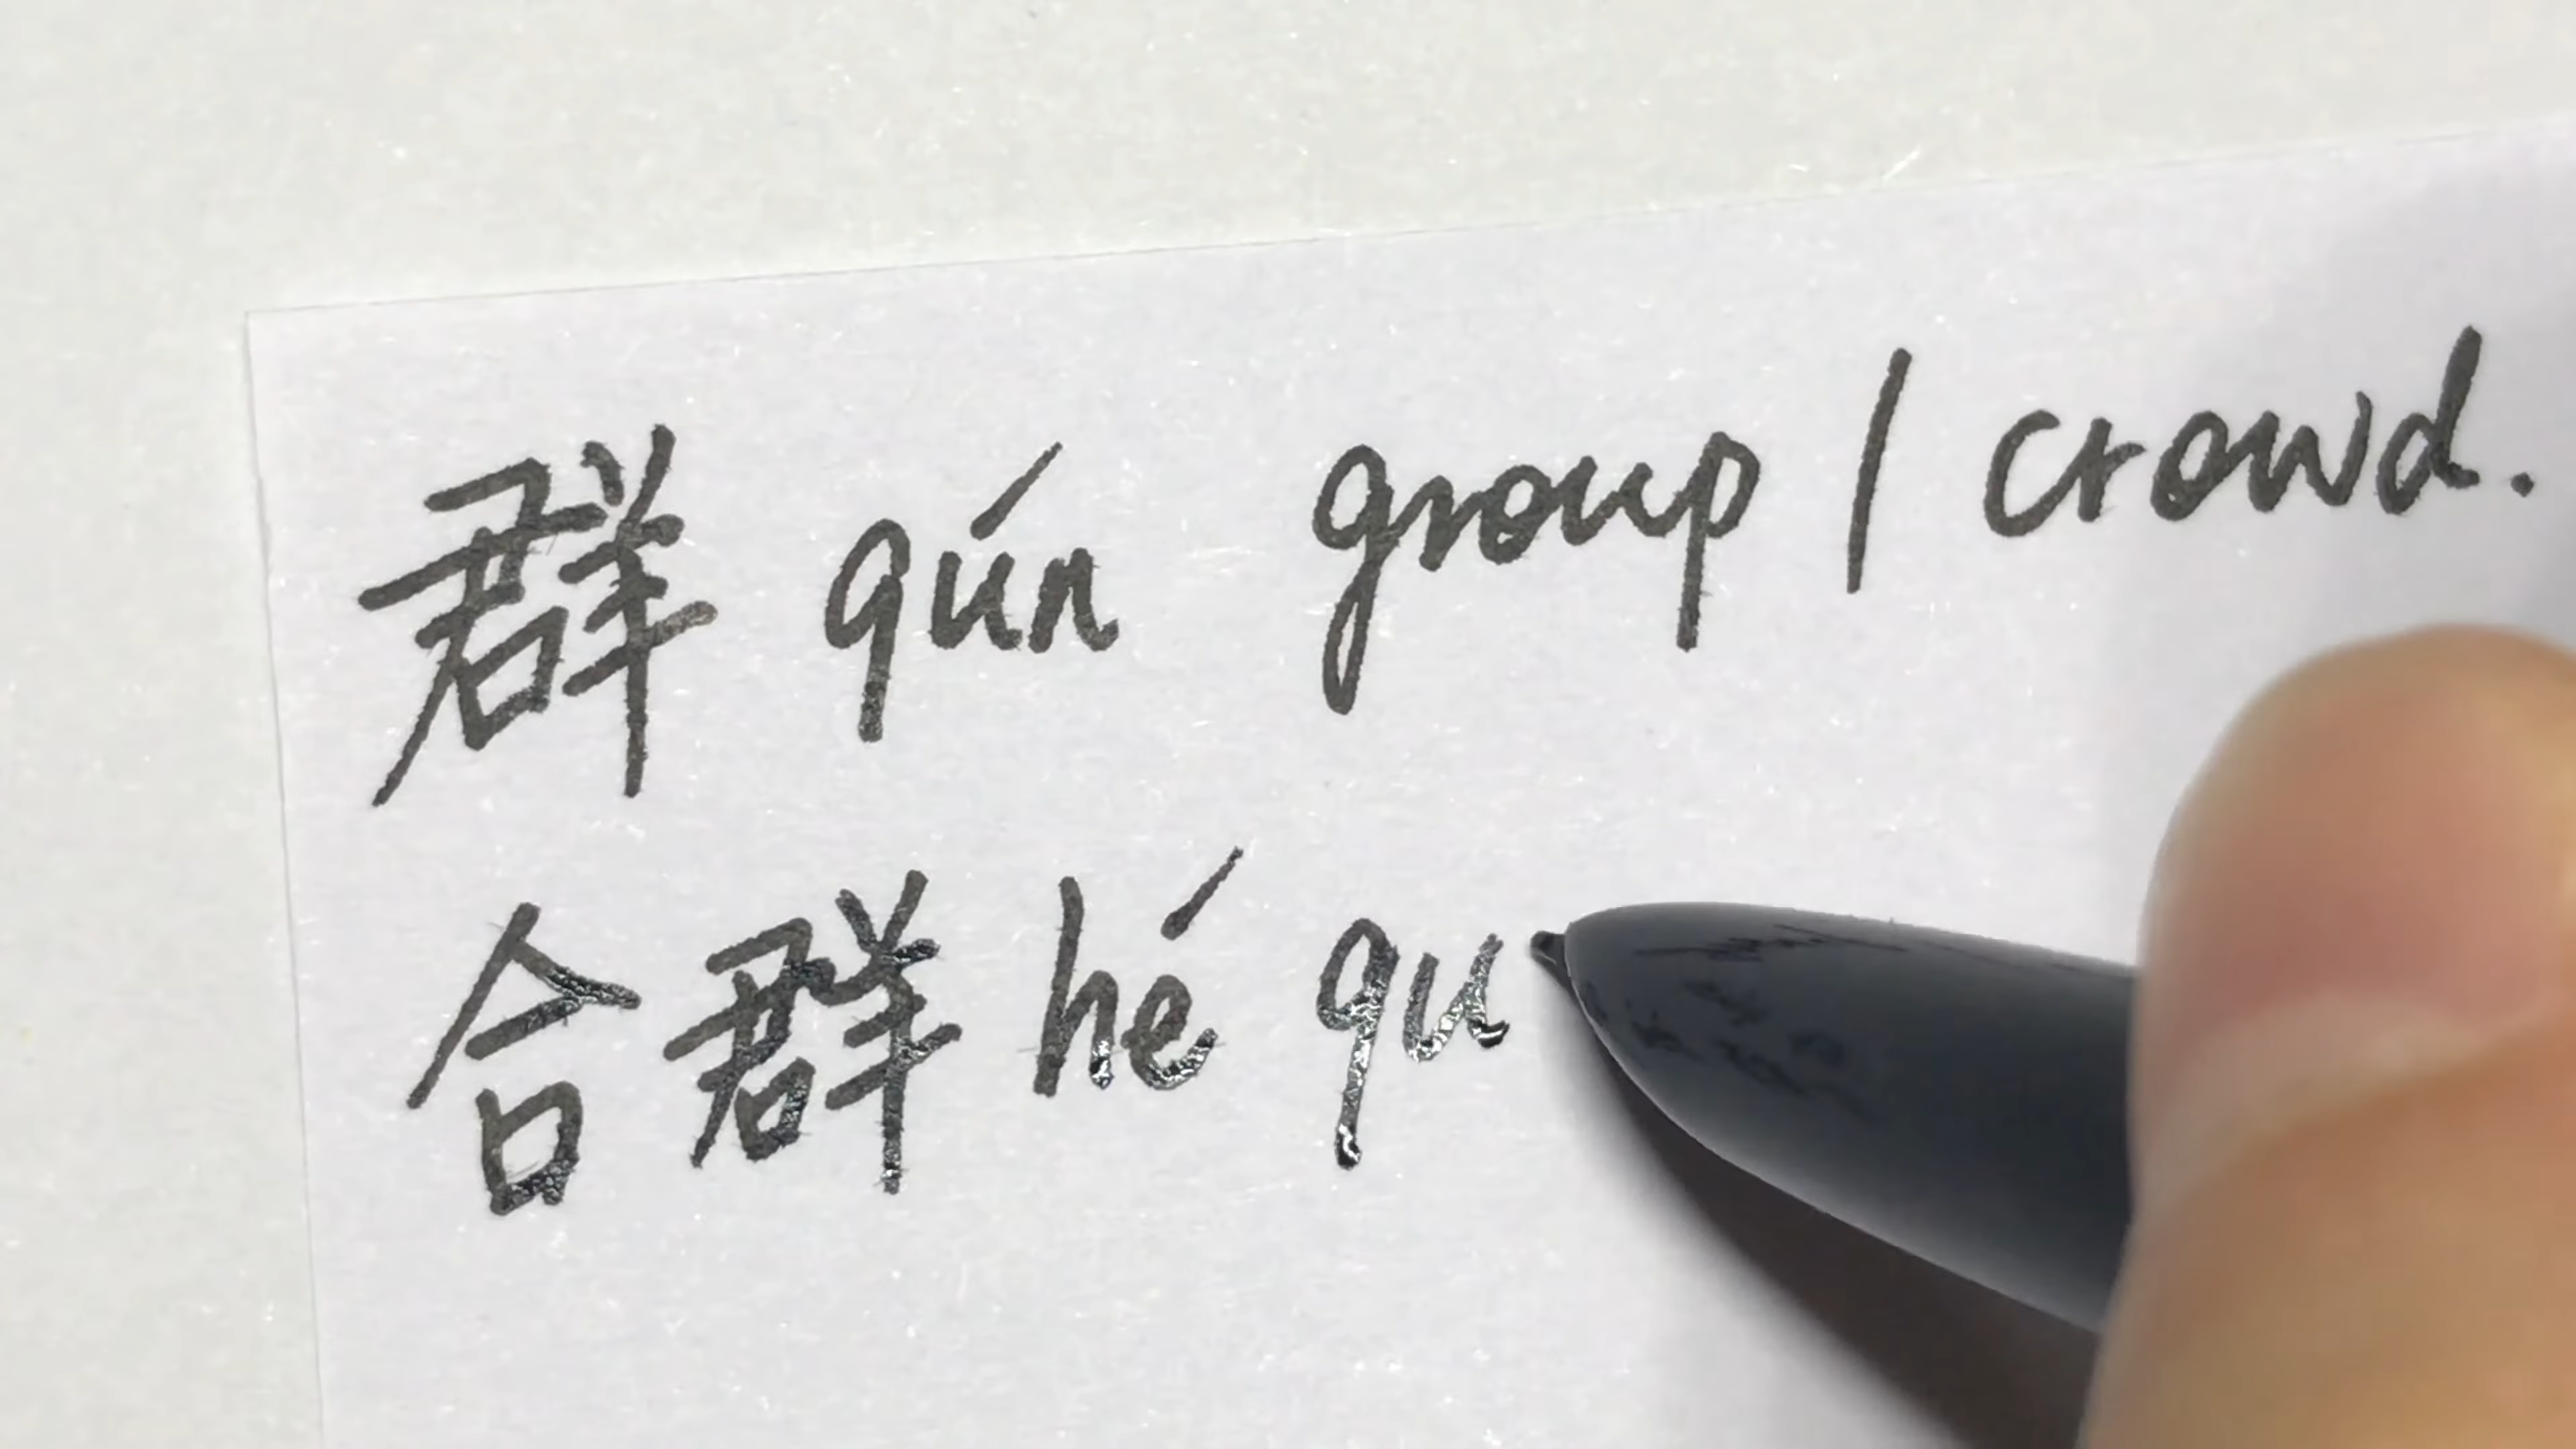 群 qún group / crowd.
合群 hé qu